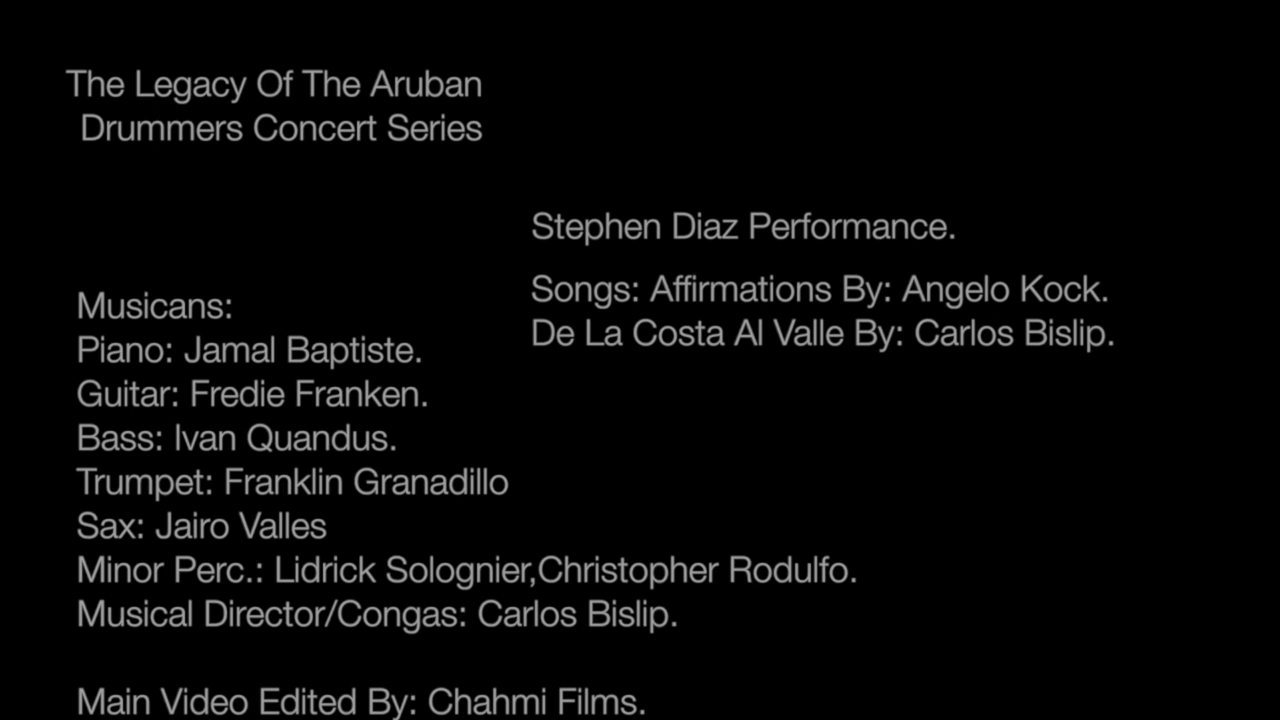 The Legacy Of The Aruban
Drummers Concert Series
Stephen Diaz Performance.
Songs: Affirmations By: Angelo Kock.
De La Costa Al Valle By: Carlos Bislip.
Musicans:
Piano: Jamal Baptiste.
Guitar: Fredie Franken.
Bass: Ivan Quandus.
Trumpet: Franklin Granadillo
Sax: Jairo Valles
Minor Perc.: Lidrick Solognier,Christopher Rodulfo.
Musical Director/Congas: Carlos Bislip.
Main Video Edited By: Chahmi Films.